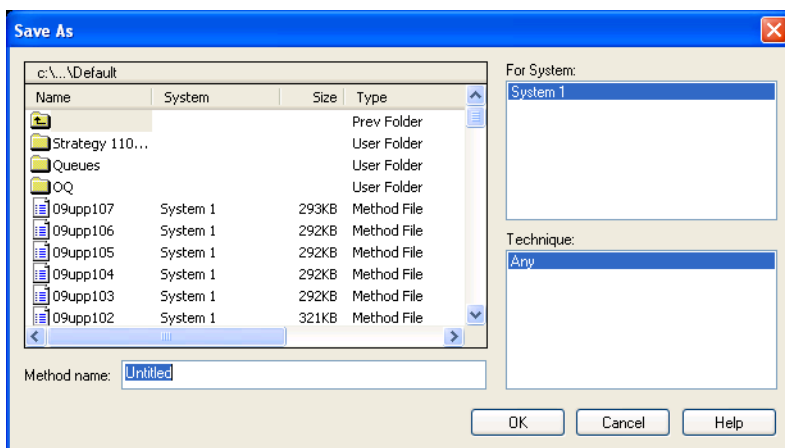 Save As
c:\...\Default
Name System Size Type
Prev Folder
Strategy 110... User Folder
Queues User Folder
OQ User Folder
09upp107 System 1 293KB Method File
09upp106 System 1 292KB Method File
09upp105 System 1 292KB Method File
09upp104 System 1 292KB Method File
09upp103 System 1 292KB Method File
09upp102 System 1 321KB Method File
Method name: Untitled
For System:
System 1
Technique:
Any
OK Cancel Help